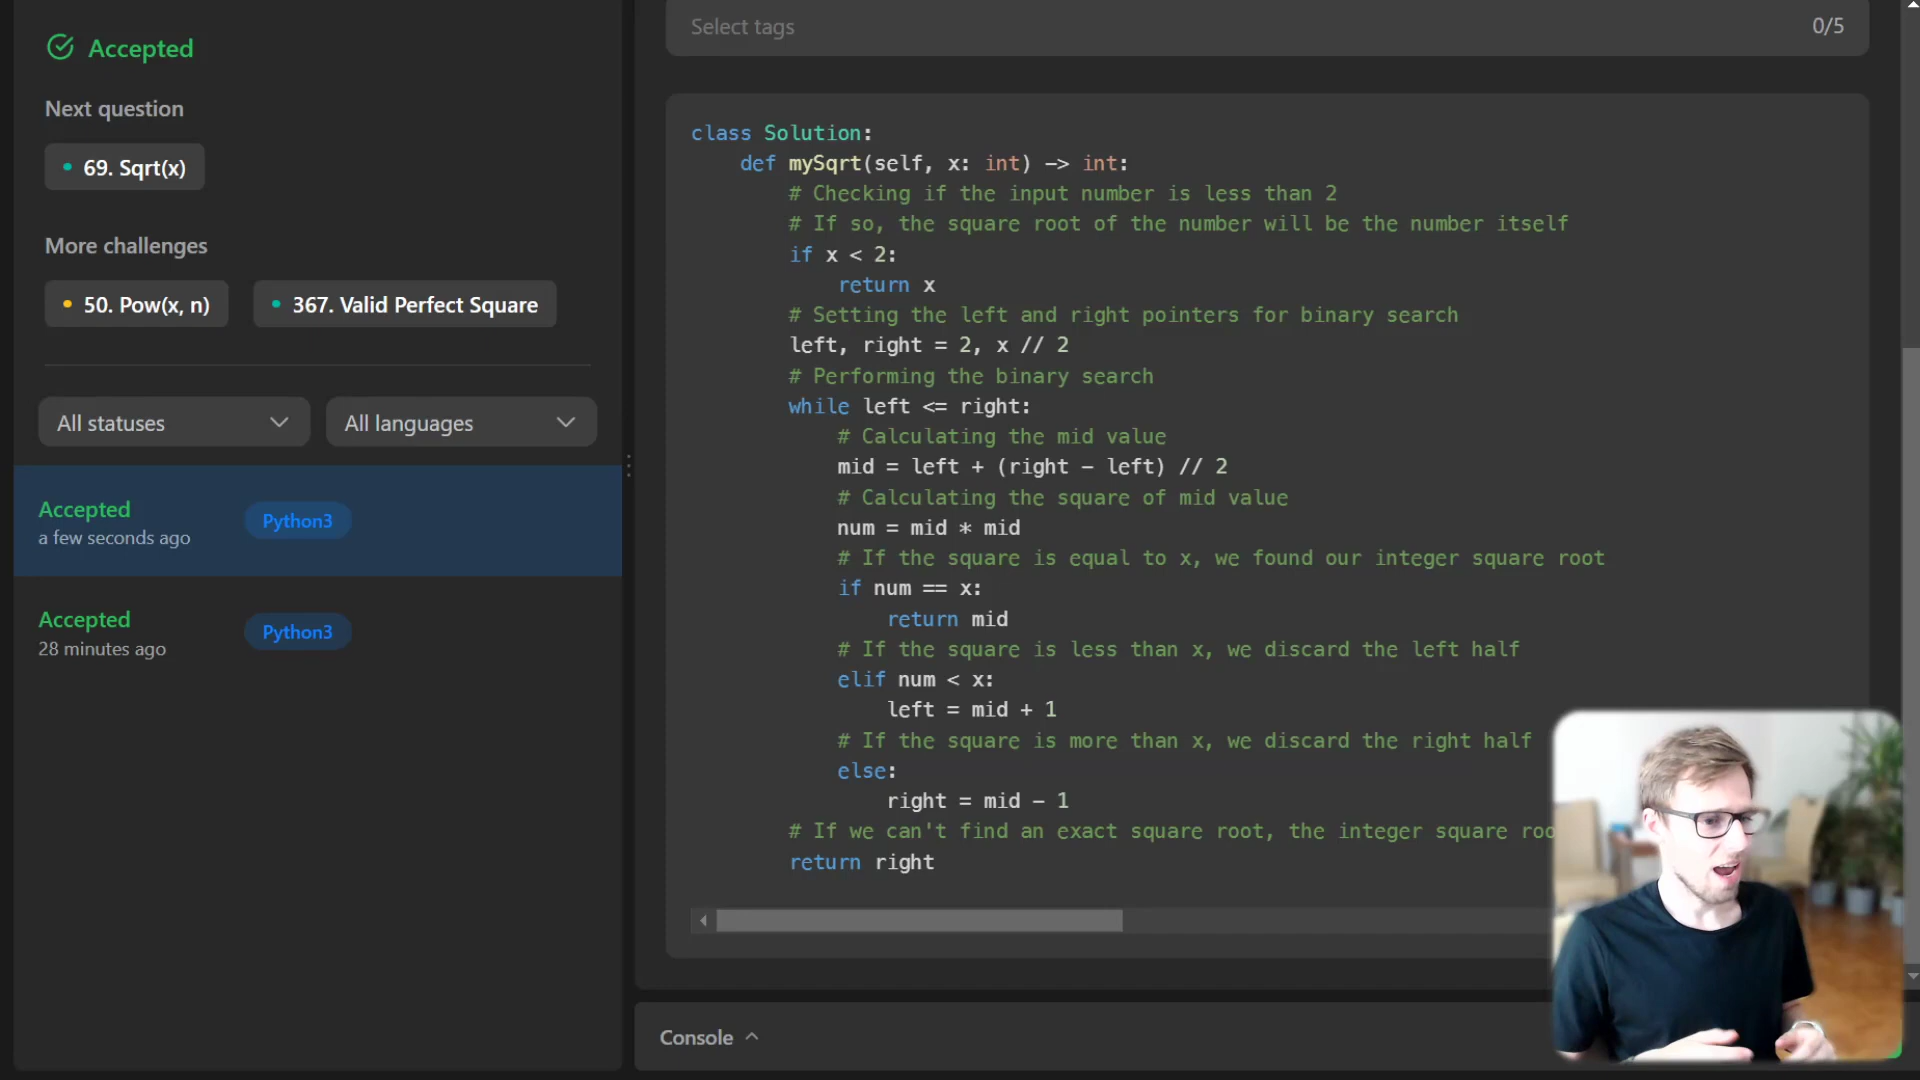 Accepted
Next question
69. Sqrt(x)
More challenges
50. Pow(x, n)
367. Valid Perfect Square
All statuses
All languages
Accepted
a few seconds ago
Python3
Accepted
28 minutes ago
Python3
Select tags
0/5
class Solution:
    def mySqrt(self, x: int) -> int:
        # Checking if the input number is less than 2
        # If so, the square root of the number will be the number itself
        if x < 2:
            return x
        # Setting the left and right pointers for binary search
        left, right = 2, x // 2
        # Performing the binary search
        while left <= right:
            # Calculating the mid value
            mid = left + (right - left) // 2
            # Calculating the square of mid value
            num = mid * mid
            # If the square is equal to x, we found our integer square root
            if num == x:
                return mid
            # If the square is less than x, we discard the left half
            elif num < x:
                left = mid + 1
            # If the square is more than x, we discard the right half
            else:
                right = mid - 1
        # If we can't find an exact square root, the integer square
        return right
Console